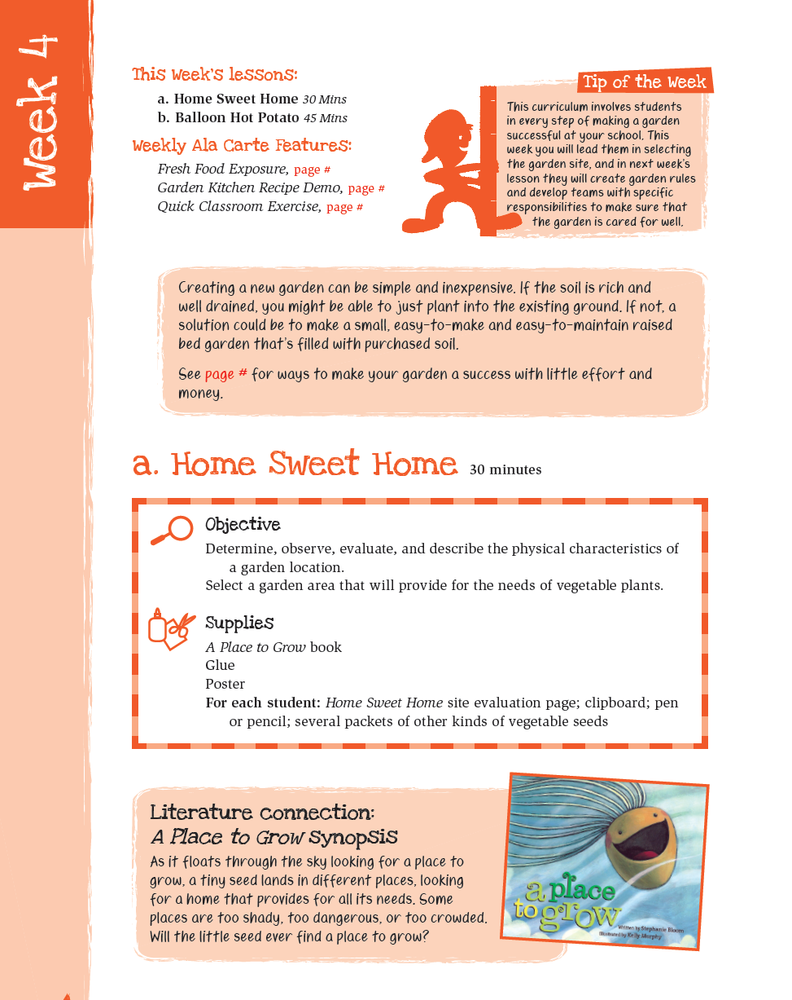 Week 4
This Week's lessons:
a. Home Sweet Home 30 Mins
b. Balloon Hot Potato 45 Mins
Weekly Ala Carte Features:
Fresh Food Exposure, page #
Garden Kitchen Recipe Demo, page #
Quick Classroom Exercise, page #
Tip of the Week
This curriculum involves students
in every step of making a garden
successful at your school. This
week you will lead them in selecting
the garden site, and in next week's
lesson they will create garden rules
and develop teams with specific
responsibilities to make sure that
the garden is cared for well.
Creating a new garden can be simple and inexpensive. If the soil is rich and
well drained, you might be able to just plant into the existing ground. If not, a
solution could be to make a small, easy-to-make and easy-to-maintain raised
bed garden that's filled with purchased soil.
See page # for ways to make your garden a success with little effort and
money.
a. Home Sweet Home 30 minutes
Objective
Determine, observe, evaluate, and describe the physical characteristics of
a garden location.
Select a garden area that will provide for the needs of vegetable plants.
Supplies
A Place to Grow book
Glue
Poster
For each student: Home Sweet Home site evaluation page; clipboard; pen
or pencil; several packets of other kinds of vegetable seeds
Literature connection:
A Place to Grow synopsis
As it floats through the sky looking for a place to
grow, a tiny seed lands in different places, looking
for a home that provides for all its needs. Some
places are too shady, too dangerous, or too crowded.
Will the little seed ever find a place to grow?
a place
to grow
Written by Stephanie Bloom
Illustrated by Kelly Murphy